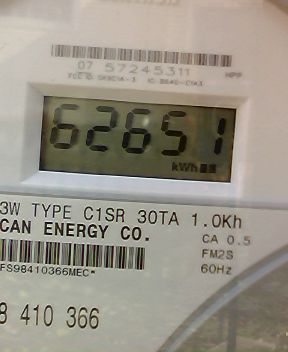 07 57245311
HPP
62651
kWh
3W TYPE C1SR 30TA 1.0Kh
CAN ENERGY CO.
CA 0.5
FM2S
60Hz
FS98410366MEC*
8 410 366